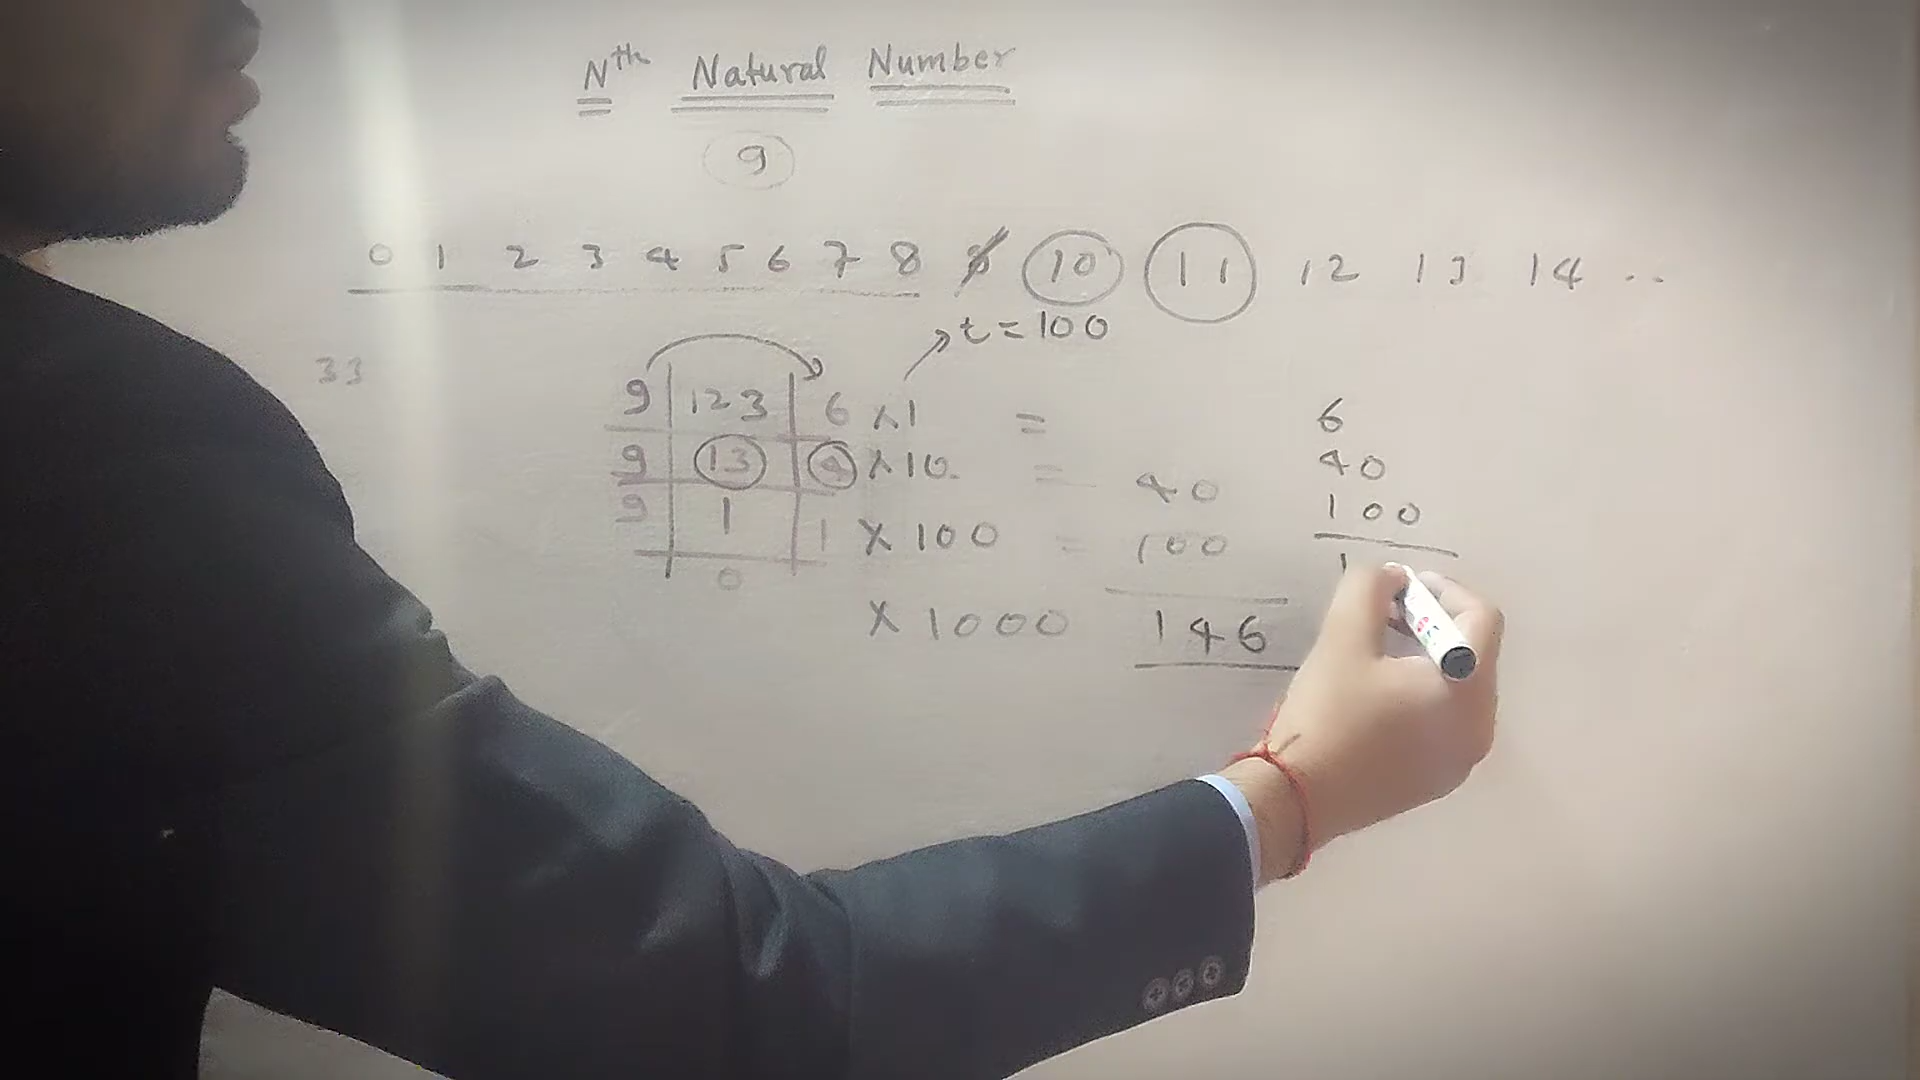 Nth Natural Number
9
0 1 2 3 4 5 6 7 8 9 10 11 12 13 14 ..
t = 100
33
9 123 6 x1 = 6
9 13 4 x10 = 40 40
9 1 1 x 100 = 100 100
0
x 1000 146 1